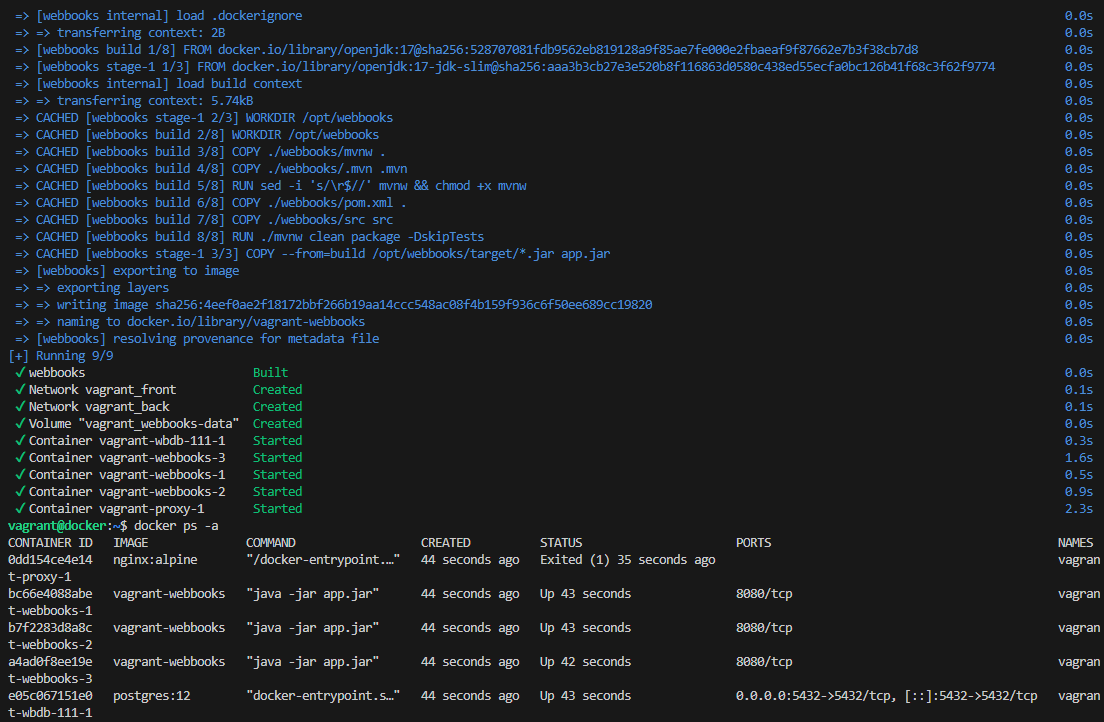 => [webbooks internal] load .dockerignore 0.0s
=> => transferring context: 2B 0.0s
=> [webbooks build 1/8] FROM docker.io/library/openjdk:17@sha256:528707081fdb9562eb819128a9f85ae7fe000e2fbaeaf9f87662e7b3f38cb7d8 0.0s
=> [webbooks stage-1 1/3] FROM docker.io/library/openjdk:17-jdk-slim@sha256:aaa3b3cb27e3e520b8f116863d0580c438ed55ecfa0bc126b41f68c3f62f9774 0.0s
=> [webbooks internal] load build context 0.0s
=> => transferring context: 5.74kB 0.0s
=> CACHED [webbooks stage-1 2/3] WORKDIR /opt/webbooks 0.0s
=> CACHED [webbooks build 2/8] WORKDIR /opt/webbooks 0.0s
=> CACHED [webbooks build 3/8] COPY ./webbooks/mvnw . 0.0s
=> CACHED [webbooks build 4/8] COPY ./webbooks/.mvn .mvn 0.0s
=> CACHED [webbooks build 5/8] RUN sed -i 's/\r$//' mvnw && chmod +x mvnw 0.0s
=> CACHED [webbooks build 6/8] COPY ./webbooks/pom.xml . 0.0s
=> CACHED [webbooks build 7/8] COPY ./webbooks/src src 0.0s
=> CACHED [webbooks build 8/8] RUN ./mvnw clean package -DskipTests 0.0s
=> CACHED [webbooks stage-1 3/3] COPY --from=build /opt/webbooks/target/*.jar app.jar 0.0s
=> [webbooks] exporting to image 0.0s
=> => exporting layers 0.0s
=> => writing image sha256:4eef0ae2f18172bbf266b19aa14ccc548ac08f4b159f936c6f50ee689cc19820 0.0s
=> => naming to docker.io/library/vagrant-webbooks 0.0s
=> [webbooks] resolving provenance for metadata file 0.0s
[+] Running 9/9
✓ webbooks Built 0.0s
✓ Network vagrant_front Created 0.1s
✓ Network vagrant_back Created 0.1s
✓ Volume "vagrant_webbooks-data" Created 0.0s
✓ Container vagrant-wbdb-111-1 Started 0.3s
✓ Container vagrant-webbooks-3 Started 1.6s
✓ Container vagrant-webbooks-1 Started 0.5s
✓ Container vagrant-webbooks-2 Started 0.9s
✓ Container vagrant-proxy-1 Started 2.3s
vagrant@docker:~$ docker ps -a
CONTAINER ID IMAGE COMMAND CREATED STATUS PORTS NAMES
0dd154ce4e14 nginx:alpine "/docker-entrypoint.…" 44 seconds ago Exited (1) 35 seconds ago vagran
t-proxy-1
bc66e4088abe vagrant-webbooks "java -jar app.jar" 44 seconds ago Up 43 seconds 8080/tcp vagran
t-webbooks-1
b7f2283d8a8c vagrant-webbooks "java -jar app.jar" 44 seconds ago Up 43 seconds 8080/tcp vagran
t-webbooks-2
a4ad0f8ee19e vagrant-webbooks "java -jar app.jar" 44 seconds ago Up 42 seconds 8080/tcp vagran
t-webbooks-3
e05c067151e0 postgres:12 "docker-entrypoint.s…" 44 seconds ago Up 43 seconds 0.0.0.0:5432->5432/tcp, [::]:5432->5432/tcp vagran
t-wbdb-111-1